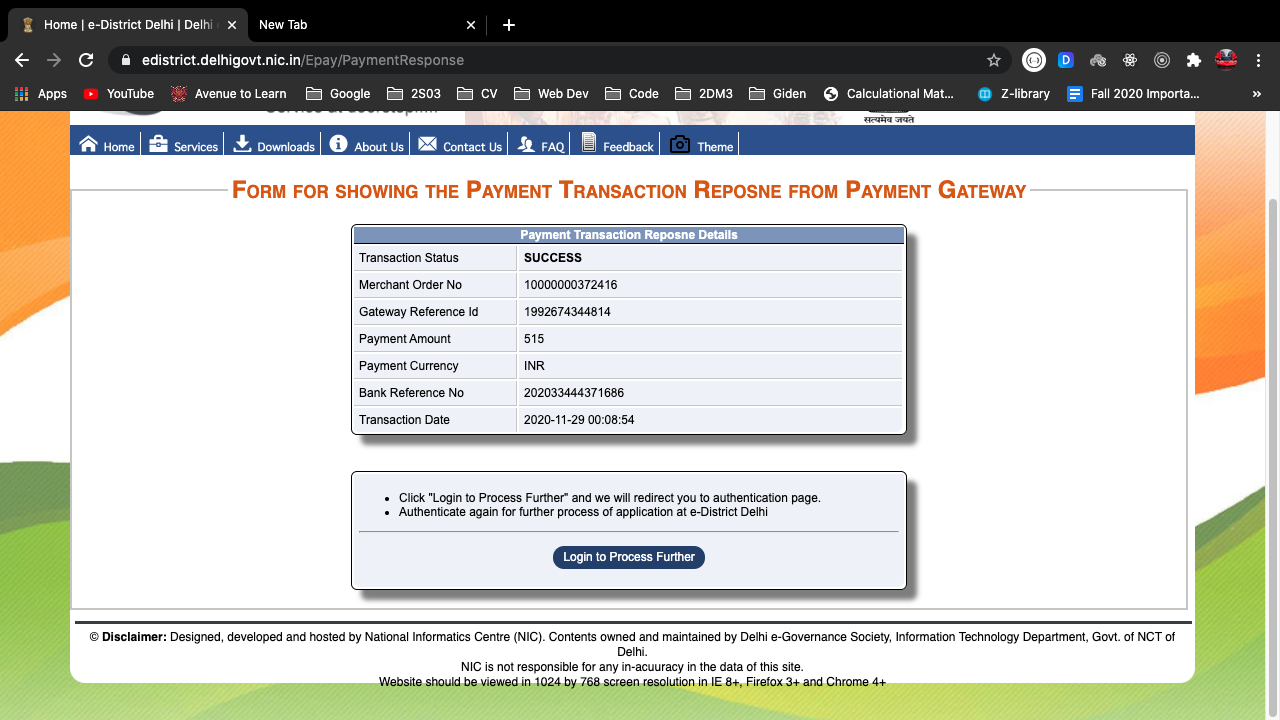 Home | e-District Delhi | Delhi
New Tab
edistrict.delhigovt.nic.in/Epay/PaymentResponse
Apps YouTube Avenue to Learn Google 2S03 CV Web Dev Code 2DM3 Giden Calculational Mat... Z-library Fall 2020 Importa... »
सत्यमेव जयते
Home Services Downloads About Us Contact Us FAQ Feedback Theme
Form for showing the Payment Transaction Reposne from Payment Gateway
Payment Transaction Reposne Details
Transaction Status SUCCESS
Merchant Order No 10000000372416
Gateway Reference Id 1992674344814
Payment Amount 515
Payment Currency INR
Bank Reference No 202033444371686
Transaction Date 2020-11-29 00:08:54
• Click "Login to Process Further" and we will redirect you to authentication page.
• Authenticate again for further process of application at e-District Delhi
Login to Process Further
© Disclaimer: Designed, developed and hosted by National Informatics Centre (NIC). Contents owned and maintained by Delhi e-Governance Society, Information Technology Department, Govt. of NCT of
Delhi.
NIC is not responsible for any in-acuuracy in the data of this site.
Website should be viewed in 1024 by 768 screen resolution in IE 8+, Firefox 3+ and Chrome 4+